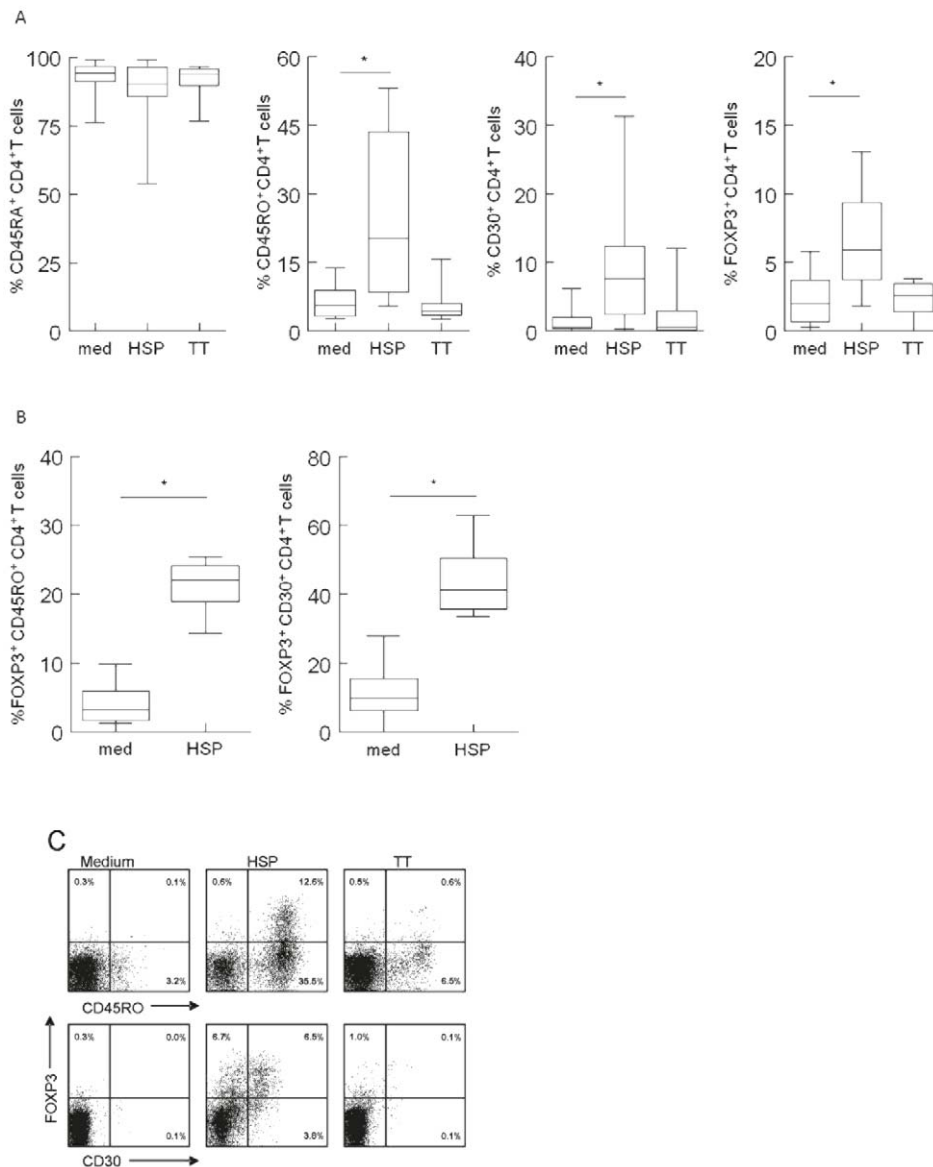 A
% CD45RA+ CD4+T cells
100
75
50
25
0
med HSP TT
% CD45RO+CD4+T cells
60
45
30
15
0
*
med HSP TT
% CD30+ CD4+T cells
40
30
20
10
0
*
med HSP TT
% FOXP3+ CD4+T cells
20
15
10
5
0
*
med HSP TT
B
%FOXP3+ CD45RO+ CD4+T cells
40
30
20
10
0
*
med HSP
% FOXP3+ CD30+ CD4+T cells
80
60
40
20
0
*
med HSP
C
Medium HSP TT
0.3% 0.1% 0.6% 12.6% 0.5% 0.6%
3.2% 35.5% 6.5%
CD45RO
0.3% 0.0% 6.7% 6.5% 1.0% 0.1%
0.1% 3.8% 0.1%
FOXP3
CD30